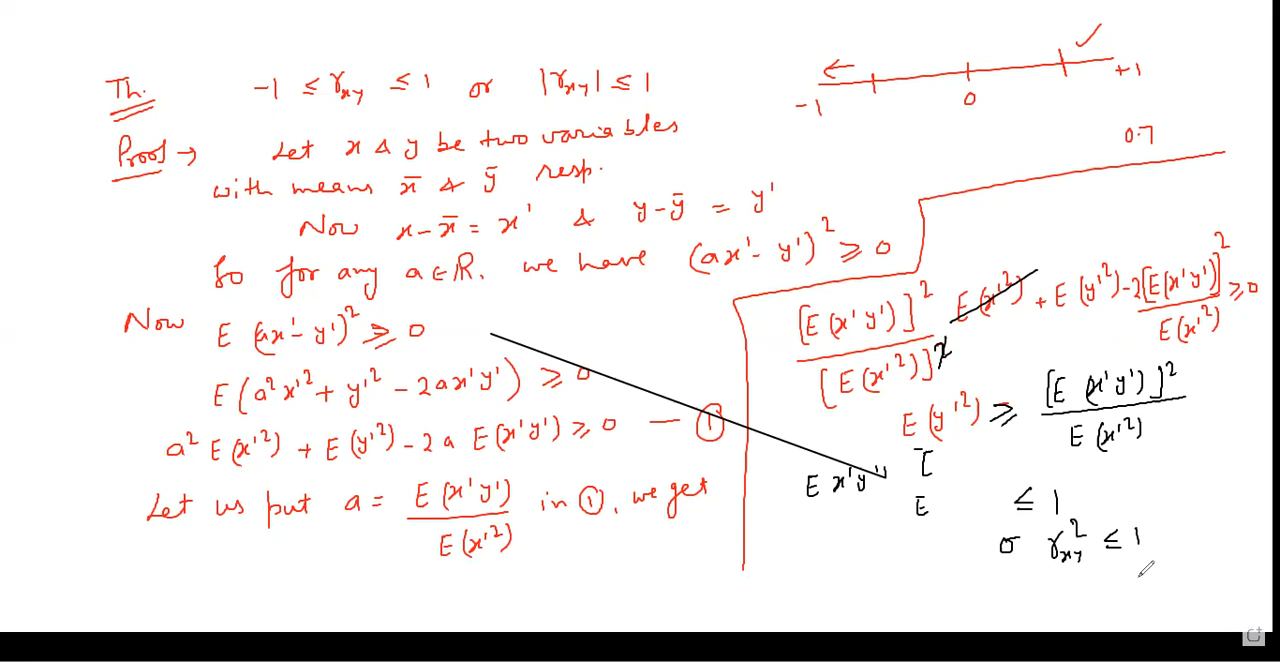 Th. -1 ≤ r_xy ≤ 1 or |r_xy| ≤ 1
Proof → Let x & y be two variables
with means x̄ & ȳ resp.
Now x-x̄ = x' & y-ȳ = y'
So for any a∈R, we have (ax'-y')² ≥ 0
Now E(ax'-y')² ≥ 0
E(a²x'²+y'²-2ax'y') ≥ 0
a² E(x'²) + E(y'²) - 2a E(x'y') ≥ 0 — ①
Let us put a = E(x'y') / E(x'²) in ①, we get
-1 0 +1
0.7
[E(x'y')]² / [E(x'²)]² E(x'²) + E(y'²) - 2[E(x'y')]² / E(x'²) ≥ 0
E(y'²) ≥ [E(x'y')]² / E(x'²)
E x'y'
E
≤ 1
or r²_xy ≤ 1